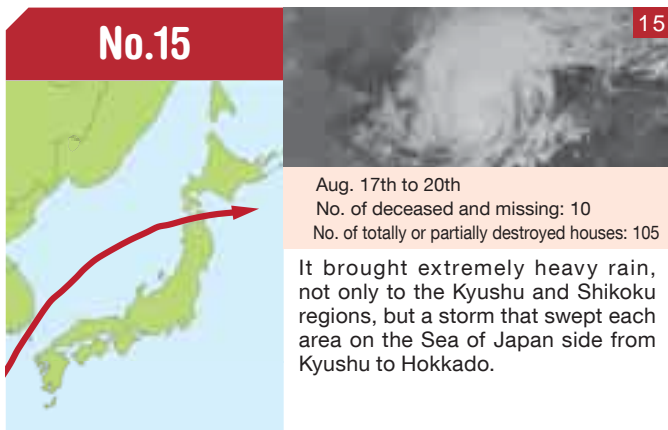 No.15
15
Aug. 17th to 20th
No. of deceased and missing: 10
No. of totally or partially destroyed houses: 105
It brought extremely heavy rain,
not only to the Kyushu and Shikoku
regions, but a storm that swept each
area on the Sea of Japan side from
Kyushu to Hokkado.